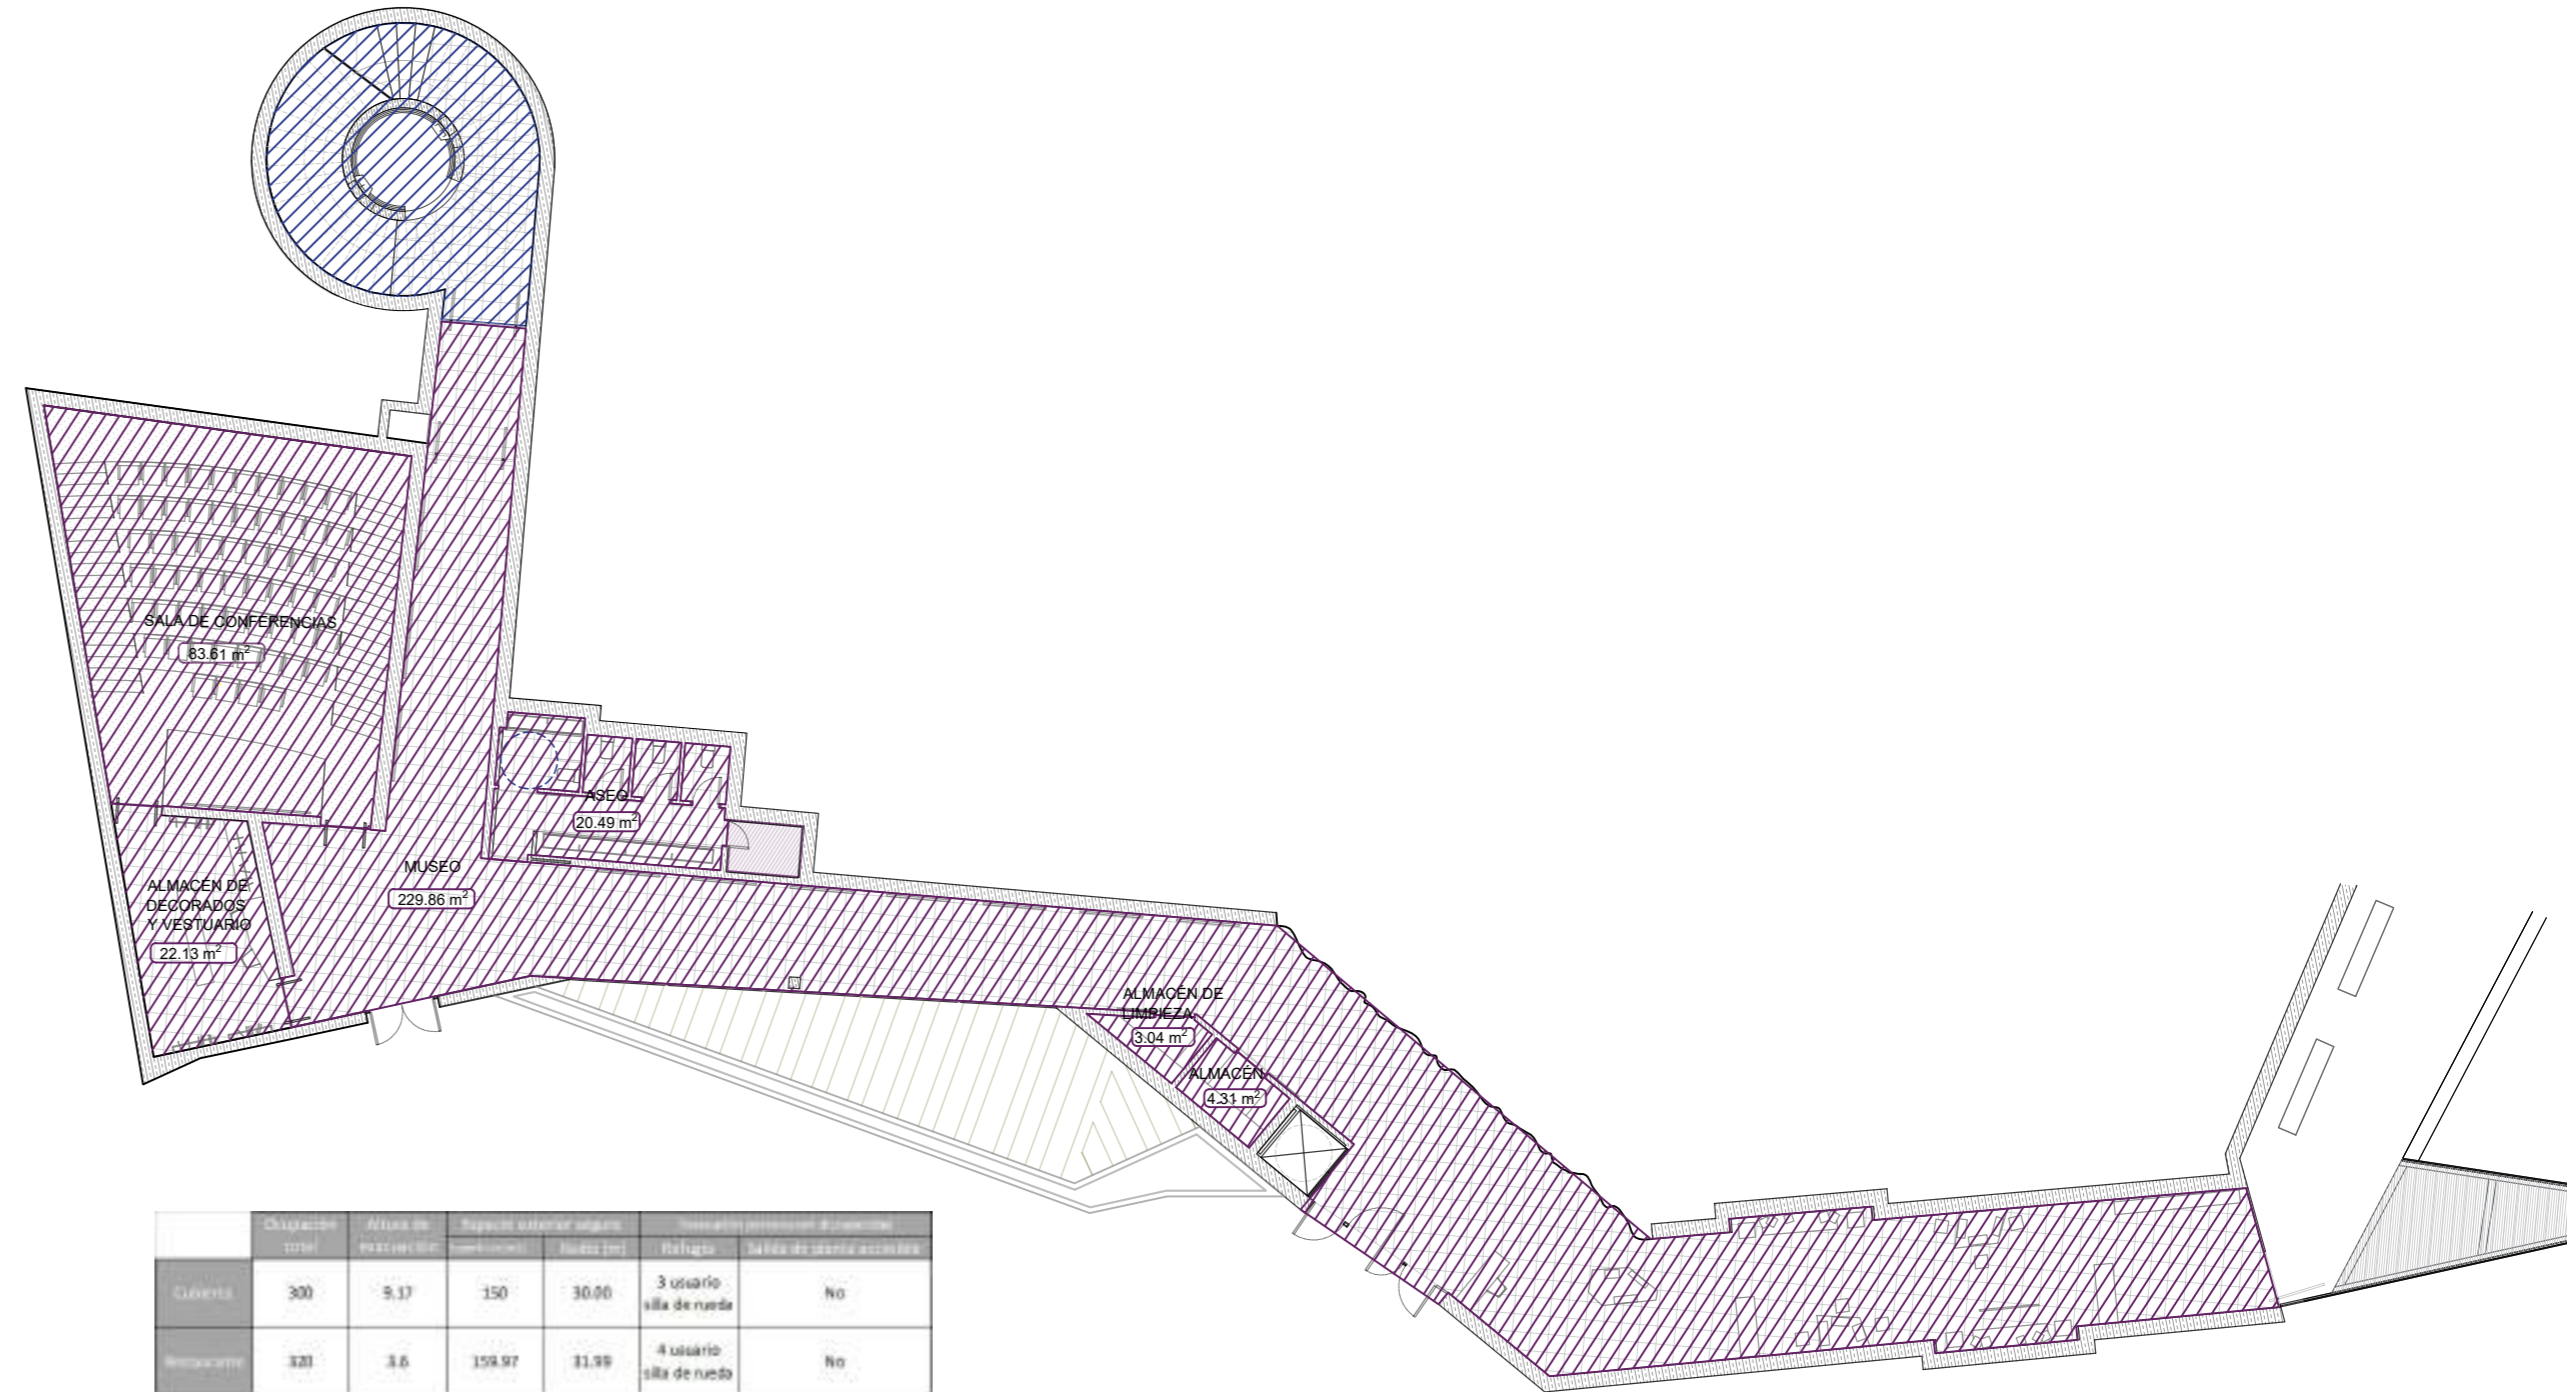 SALA DE CONFERENCIAS
83.61 m²
ASEO
20.49 m²
MUSEO
229.86 m²
ALMACEN DE
DECORADOS
Y VESTUARIO
22.13 m²
ALMACÉN DE
LIMPIEZA
3.04 m²
ALMACÉN
4.31 m²
Refugio
300 9.17 150 30.00 3 usuario silla de rueda No
320 3.6 159.97 31.99 4 usuario silla de rueda No